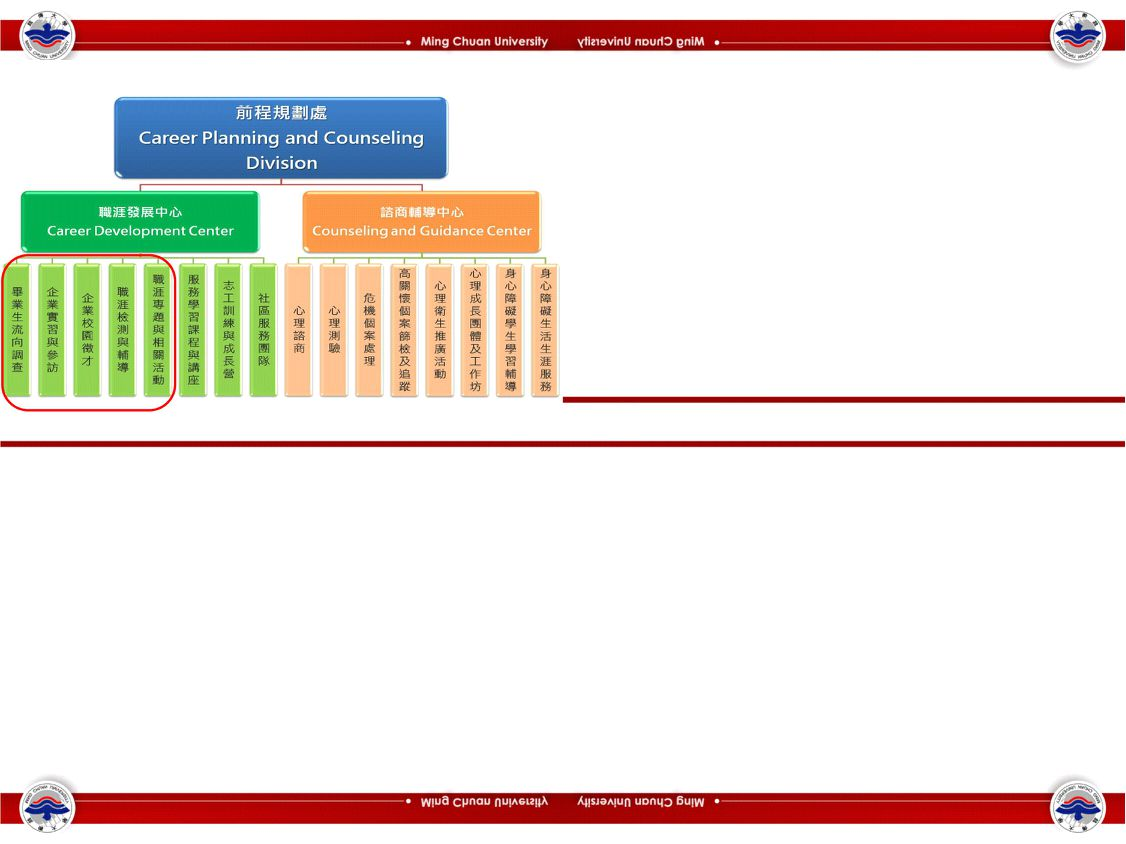 Ming Chuan University
Ming Chuan University
前程規劃處
Career Planning and Counseling
Division
職涯發展中心
Career Development Center
諮商輔導中心
Counseling and Guidance Center
畢業生流向調查
企業實習與參訪
企業校園徵才
職涯檢測與輔導
職涯專題與相關活動
服務學習課程與講座
志工訓練與成長營
社區服務團隊
心理諮商
心理測驗
危機個案處理
高關懷個案篩檢及追蹤
心理衛生推廣活動
心理成長團體及工作坊
身心障礙學生學習輔導
身心障礙生活生涯服務
Ming Chuan University
Ming Chuan University